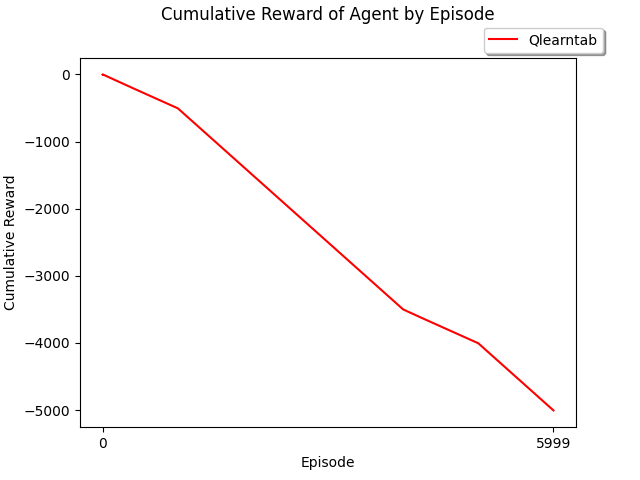 Cumulative Reward of Agent by Episode
Qlearntab
0
−1000
−2000
−3000
−4000
−5000
Cumulative Reward
0
5999
Episode